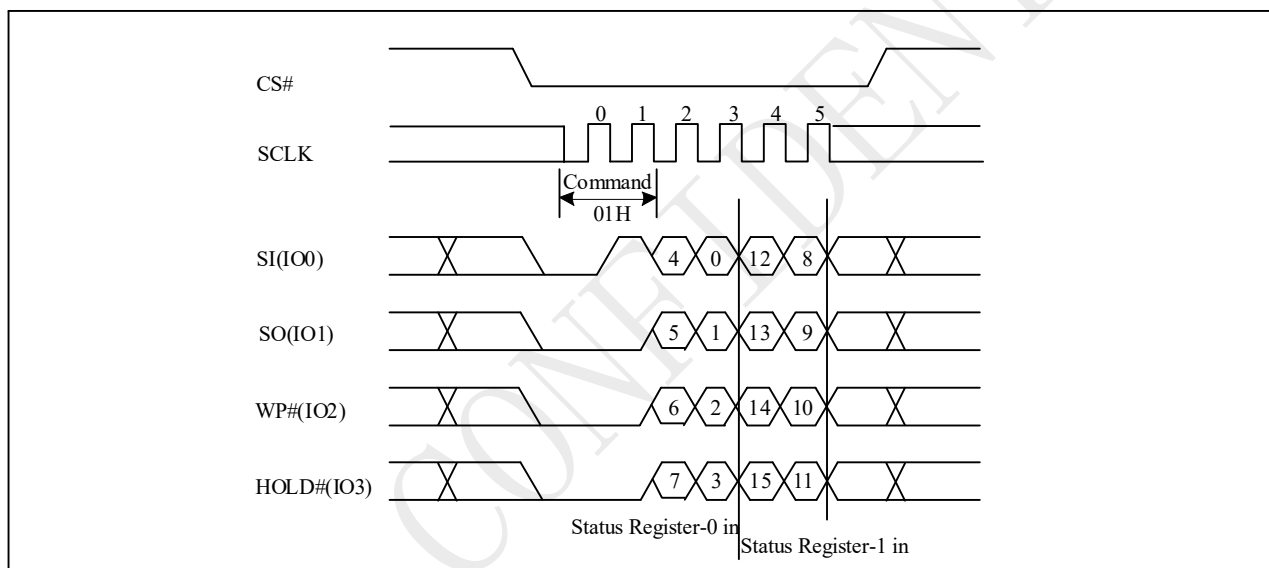 CONFIDENT
CS#
0 1 2 3 4 5
SCLK
Command
01H
SI(IO0)
4 0 12 8
SO(IO1)
5 1 13 9
WP#(IO2)
6 2 14 10
HOLD#(IO3)
7 3 15 11
Status Register-0 in
Status Register-1 in